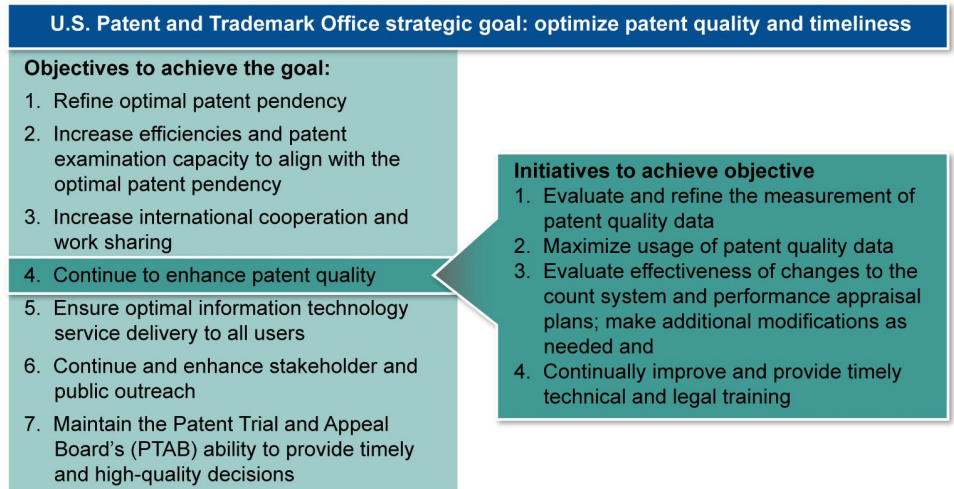 U.S. Patent and Trademark Office strategic goal: optimize patent quality and timeliness
Objectives to achieve the goal:
1. Refine optimal patent pendency
2. Increase efficiencies and patent
examination capacity to align with the
optimal patent pendency
3. Increase international cooperation and
work sharing
4. Continue to enhance patent quality
5. Ensure optimal information technology
service delivery to all users
6. Continue and enhance stakeholder and
public outreach
7. Maintain the Patent Trial and Appeal
Board's (PTAB) ability to provide timely
and high-quality decisions
Initiatives to achieve objective
1. Evaluate and refine the measurement of
patent quality data
2. Maximize usage of patent quality data
3. Evaluate effectiveness of changes to the
count system and performance appraisal
plans; make additional modifications as
needed and
4. Continually improve and provide timely
technical and legal training